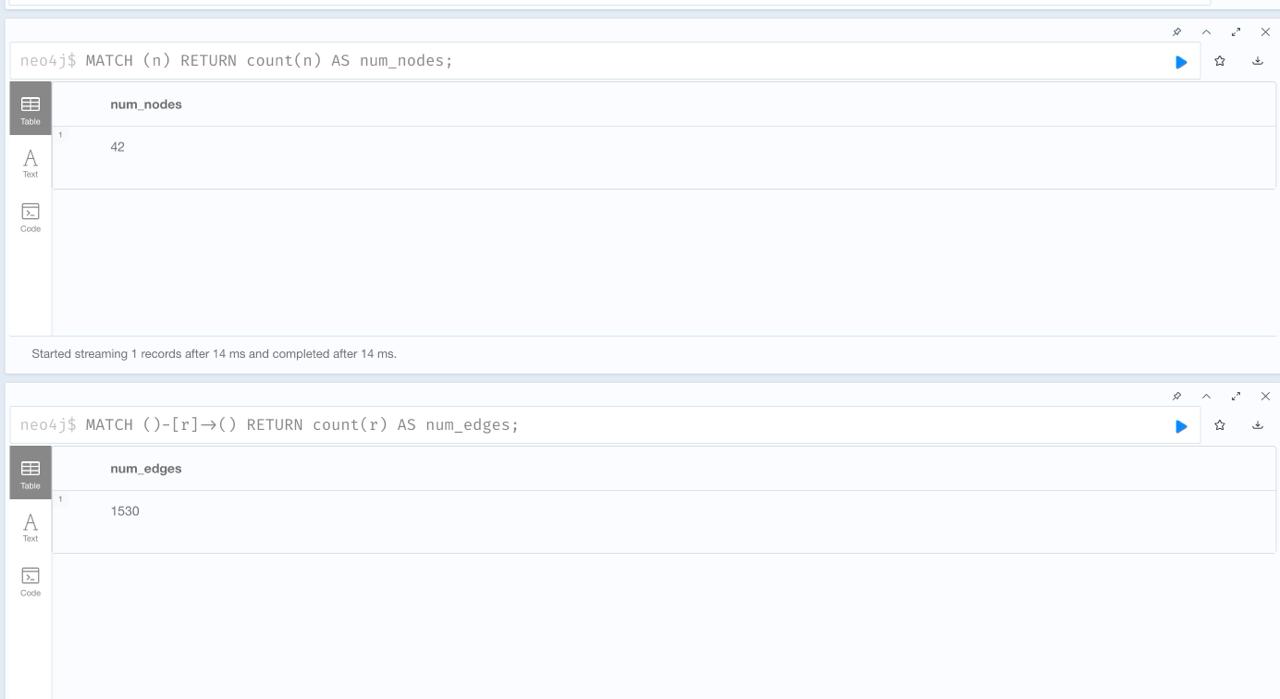 neo4j$ MATCH (n) RETURN count(n) AS num_nodes;
Table
num_nodes
1
42
Text
Code
Started streaming 1 records after 14 ms and completed after 14 ms.
neo4j$ MATCH ()-[r]->() RETURN count(r) AS num_edges;
Table
num_edges
1
1530
Text
Code